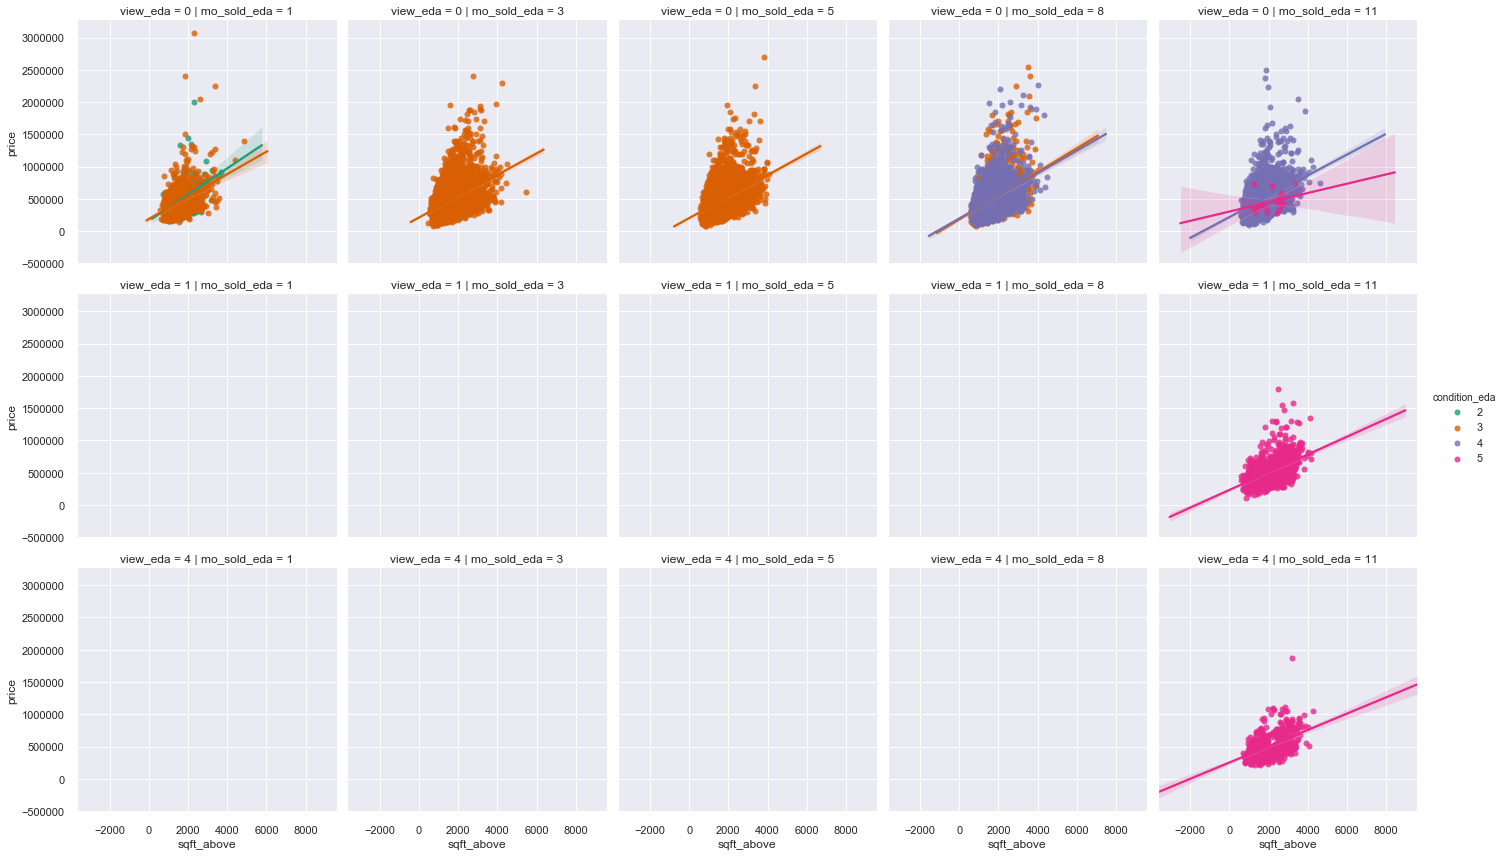 view_eda = 0 | mo_sold_eda = 1
view_eda = 0 | mo_sold_eda = 3
view_eda = 0 | mo_sold_eda = 5
view_eda = 0 | mo_sold_eda = 8
view_eda = 0 | mo_sold_eda = 11
3000000
2500000
2000000
1500000
1000000
500000
0
−500000
price
view_eda = 1 | mo_sold_eda = 1
view_eda = 1 | mo_sold_eda = 3
view_eda = 1 | mo_sold_eda = 5
view_eda = 1 | mo_sold_eda = 8
view_eda = 1 | mo_sold_eda = 11
3000000
2500000
2000000
1500000
1000000
500000
0
−500000
price
condition_eda
2
3
4
5
view_eda = 4 | mo_sold_eda = 1
view_eda = 4 | mo_sold_eda = 3
view_eda = 4 | mo_sold_eda = 5
view_eda = 4 | mo_sold_eda = 8
view_eda = 4 | mo_sold_eda = 11
3000000
2500000
2000000
1500000
1000000
500000
0
−500000
price
−2000 0 2000 4000 6000 8000
−2000 0 2000 4000 6000 8000
−2000 0 2000 4000 6000 8000
−2000 0 2000 4000 6000 8000
−2000 0 2000 4000 6000 8000
sqft_above
sqft_above
sqft_above
sqft_above
sqft_above